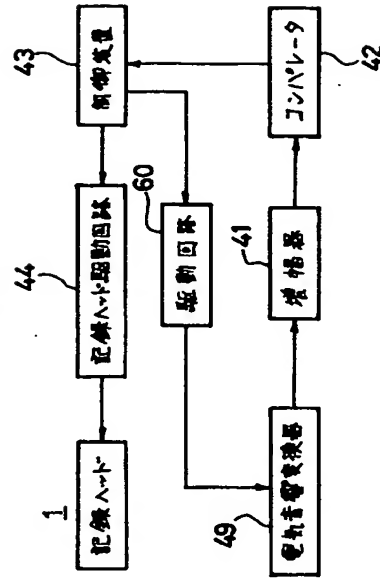 43
制御装置
44
記録ヘッド駆動回路
1
記録ヘッド
60
駆動回路
42
コンパレータ
41
増幅器
49
電気音響変換器